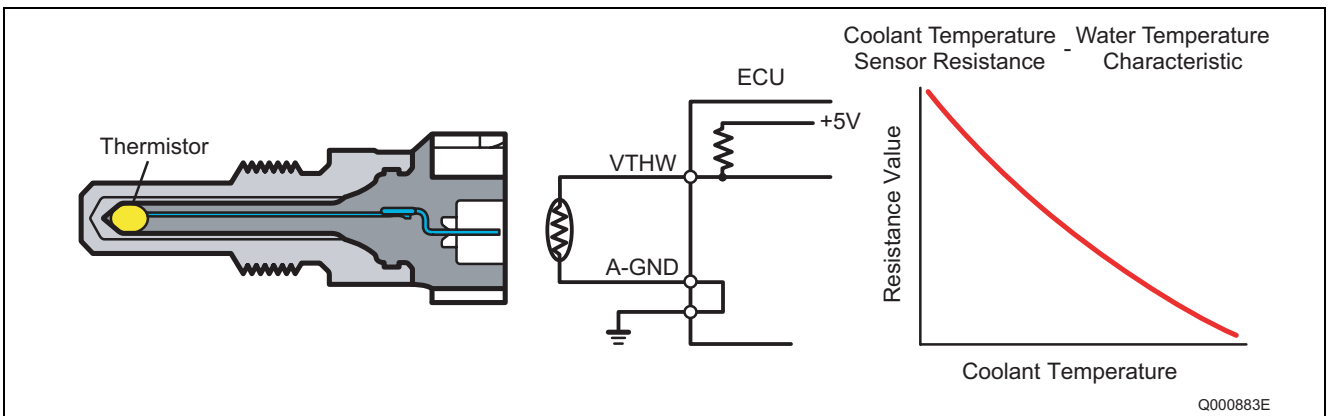 Thermistor
VTHW
A-GND
ECU
+5V
Coolant Temperature
Sensor Resistance
-
Water Temperature
Characteristic
Resistance Value
Coolant Temperature
Q000883E